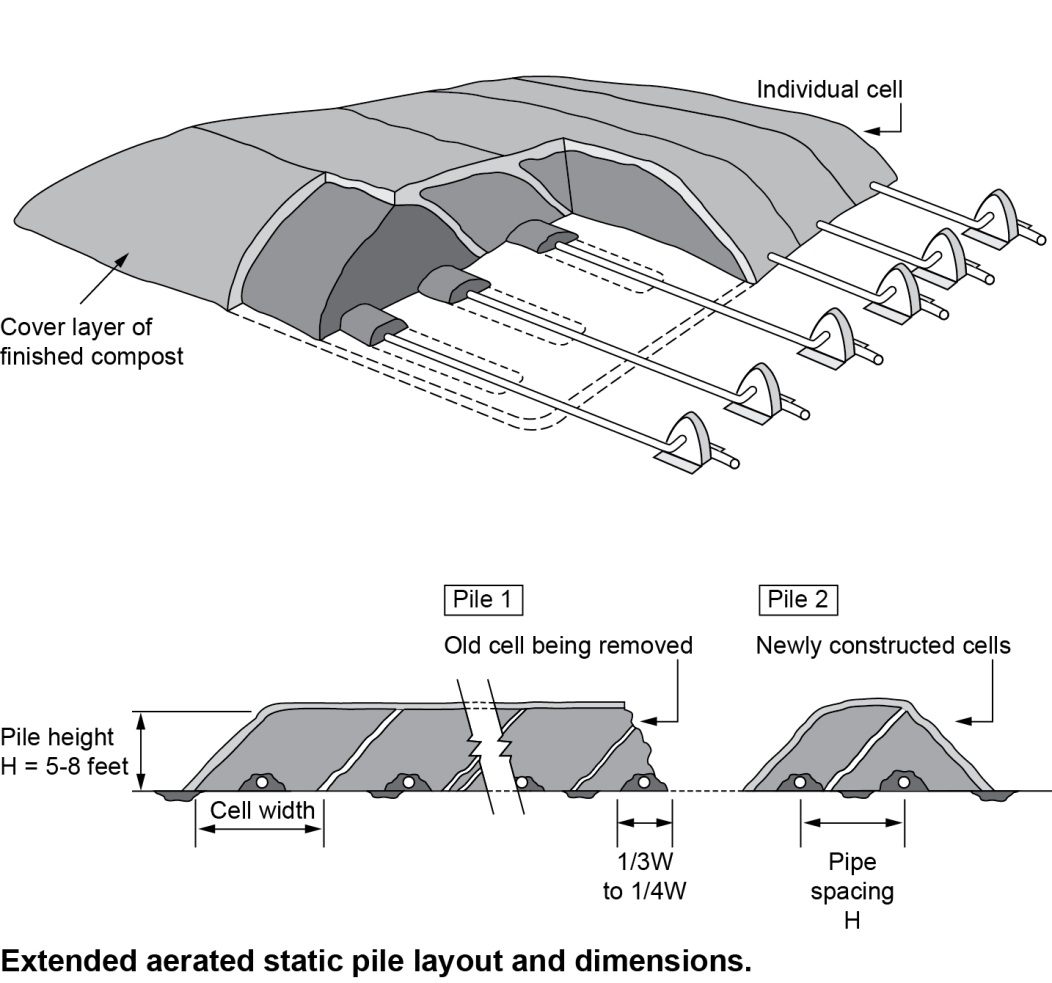 Individual cell
Cover layer of
finished compost
Pile 1
Pile 2
Old cell being removed
Newly constructed cells
Pile height
H = 5-8 feet
Cell width
1/3W
to 1/4W
Pipe
spacing
H
Extended aerated static pile layout and dimensions.